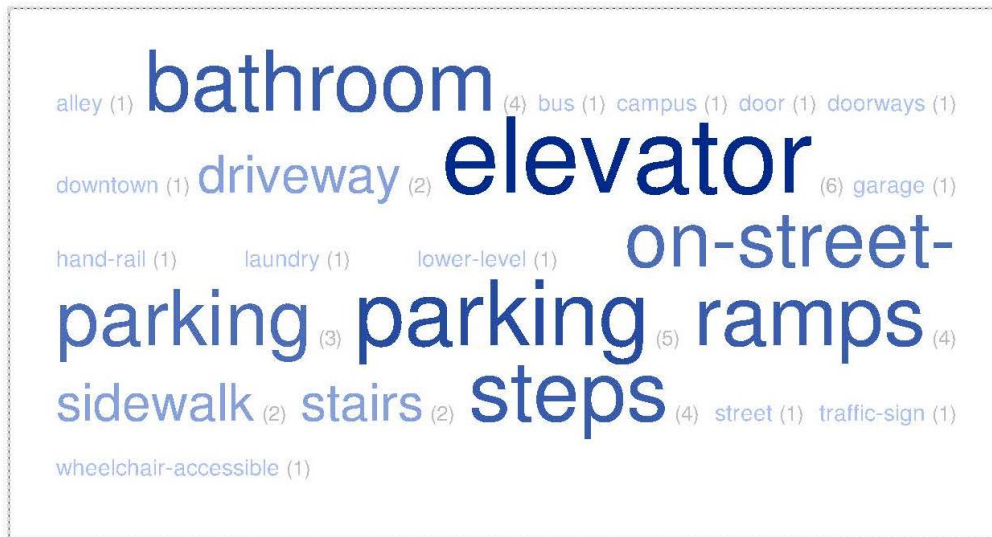 alley (1) bathroom (4) bus (1) campus (1) door (1) doorways (1)
downtown (1) driveway (2) elevator (6) garage (1)
hand-rail (1) laundry (1) lower-level (1) on-street-
parking (3) parking (5) ramps (4)
sidewalk (2) stairs (2) steps (4) street (1) traffic-sign (1)
wheelchair-accessible (1)